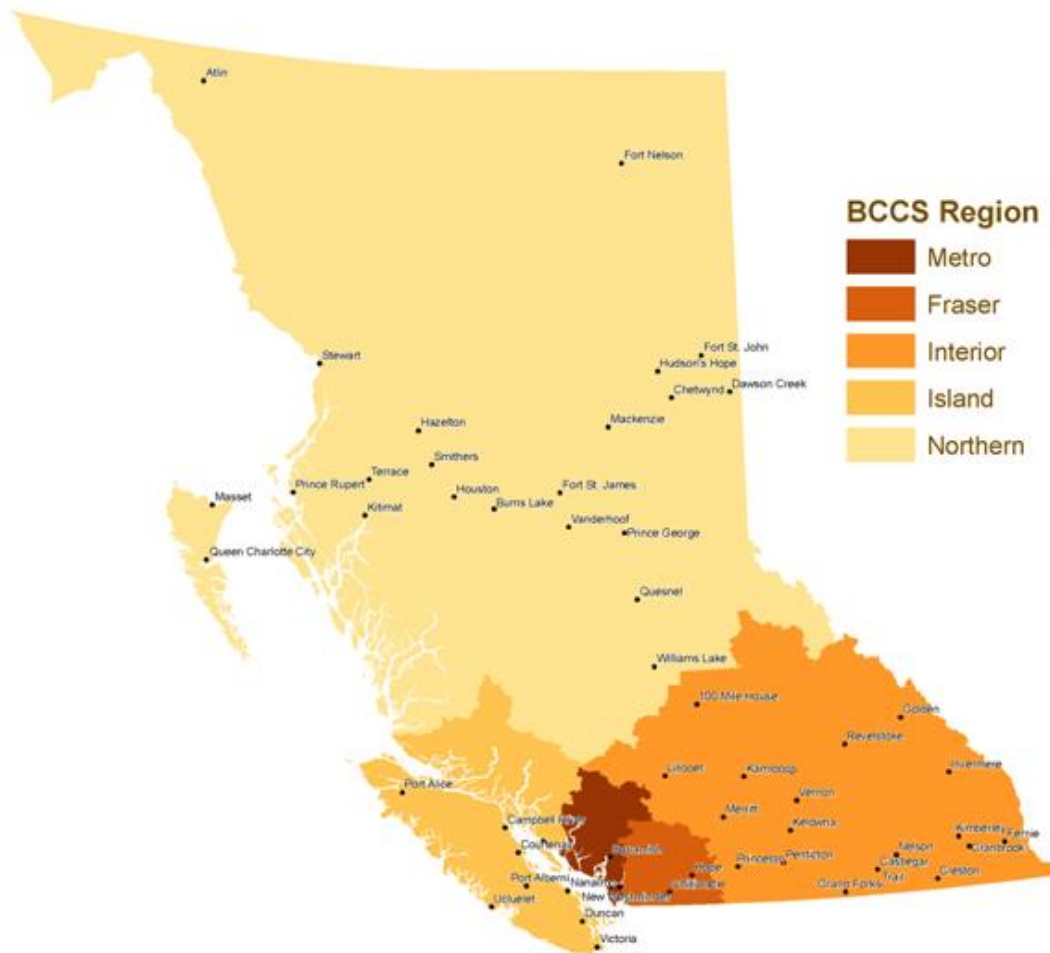 Atlin
Fort Nelson
BCCS Region
Metro
Fraser
Interior
Island
Northern
Stewart
Fort St. John
Hudson's Hope
Chetwynd
Dawson Creek
Hazelton
Mackenzie
Smithers
Terrace
Prince Rupert
Houston
Fort St. James
Masset
Kitimat
Burns Lake
Vanderhoof
Prince George
Queen Charlotte City
Quesnel
Williams Lake
100 Mile House
Golden
Revelstoke
Lillooet
Kamloops
Invermere
Port Alice
Vernon
Merritt
Campbell River
Kelowna
Kimberley
Fernie
Courtenay
Squamish
Cranbrook
Nelson
Penticton
Princeton
Hope
Castlegar
Trail
Creston
Port Alberni
Nanaimo
Chilliwack
Grand Forks
New Westminster
Ucluelet
Duncan
Victoria